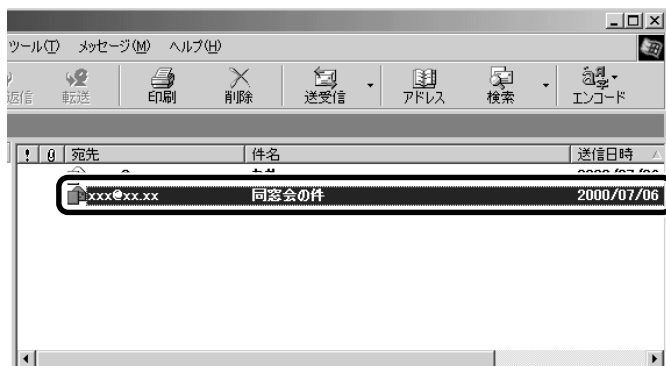 ツール(T) メッセージ(M) ヘルプ(H)
返信 転送 印刷 削除 送受信 アドレス 検索 エンコード
! 宛先 件名 送信日時
xxx@xx.xx 同窓会の件 2000/07/06